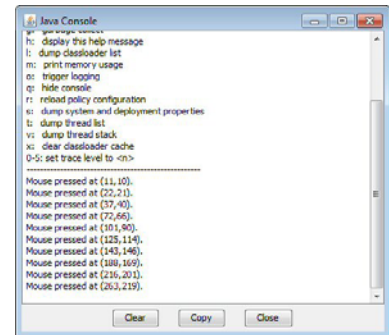 Java Console
g: garbage collect
h: display this help message
l: dump classloader list
m: print memory usage
o: trigger logging
q: hide console
r: reload policy configuration
s: dump system and deployment properties
t: dump thread list
v: dump thread stack
x: clear classloader cache
0-5: set trace level to <n>
----------------------------------------------------
Mouse pressed at (11,10).
Mouse pressed at (22,21).
Mouse pressed at (37,40).
Mouse pressed at (72,66).
Mouse pressed at (101,90).
Mouse pressed at (125,114).
Mouse pressed at (143,146).
Mouse pressed at (188,169).
Mouse pressed at (216,201).
Mouse pressed at (263,219).
Clear Copy Close